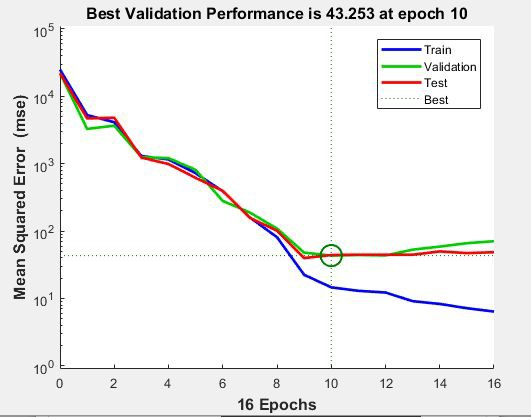 Best Validation Performance is 43.253 at epoch 10
Mean Squared Error (mse)
10^5
10^4
10^3
10^2
10^1
10^0
Train
Validation
Test
Best
0 2 4 6 8 10 12 14 16
16 Epochs